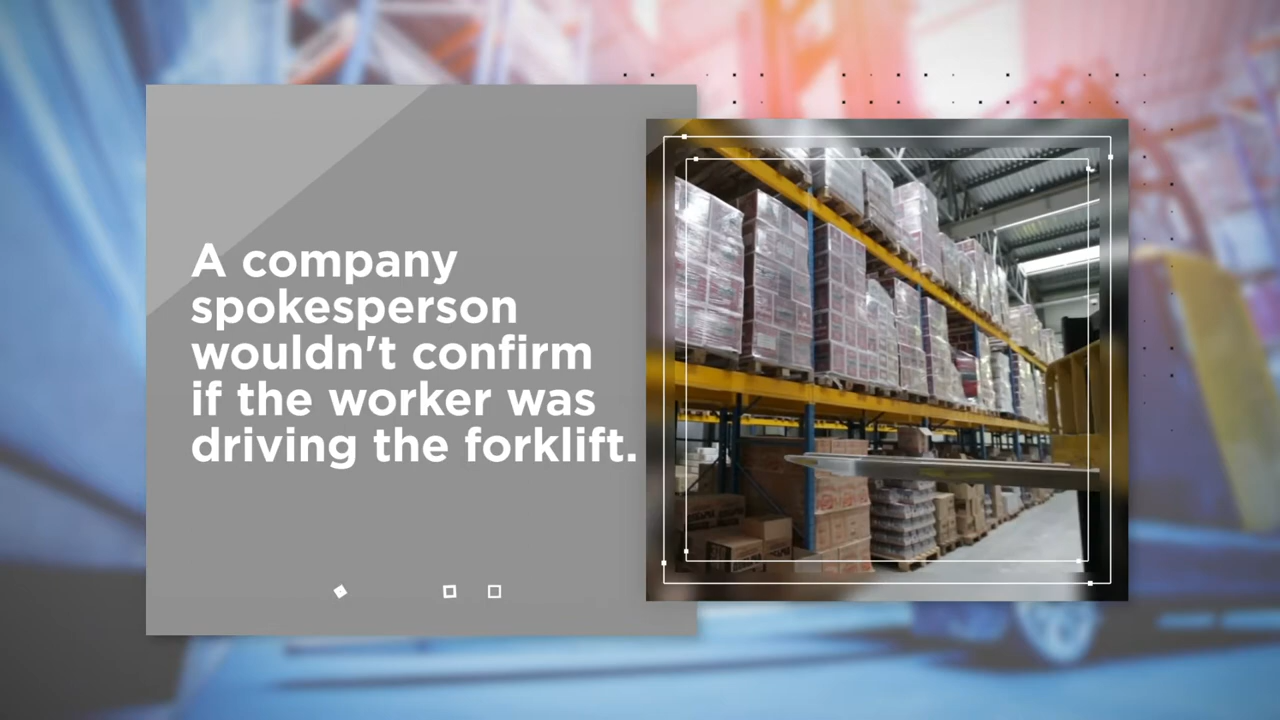 A company
spokesperson
wouldn't confirm
if the worker was
driving the forklift.